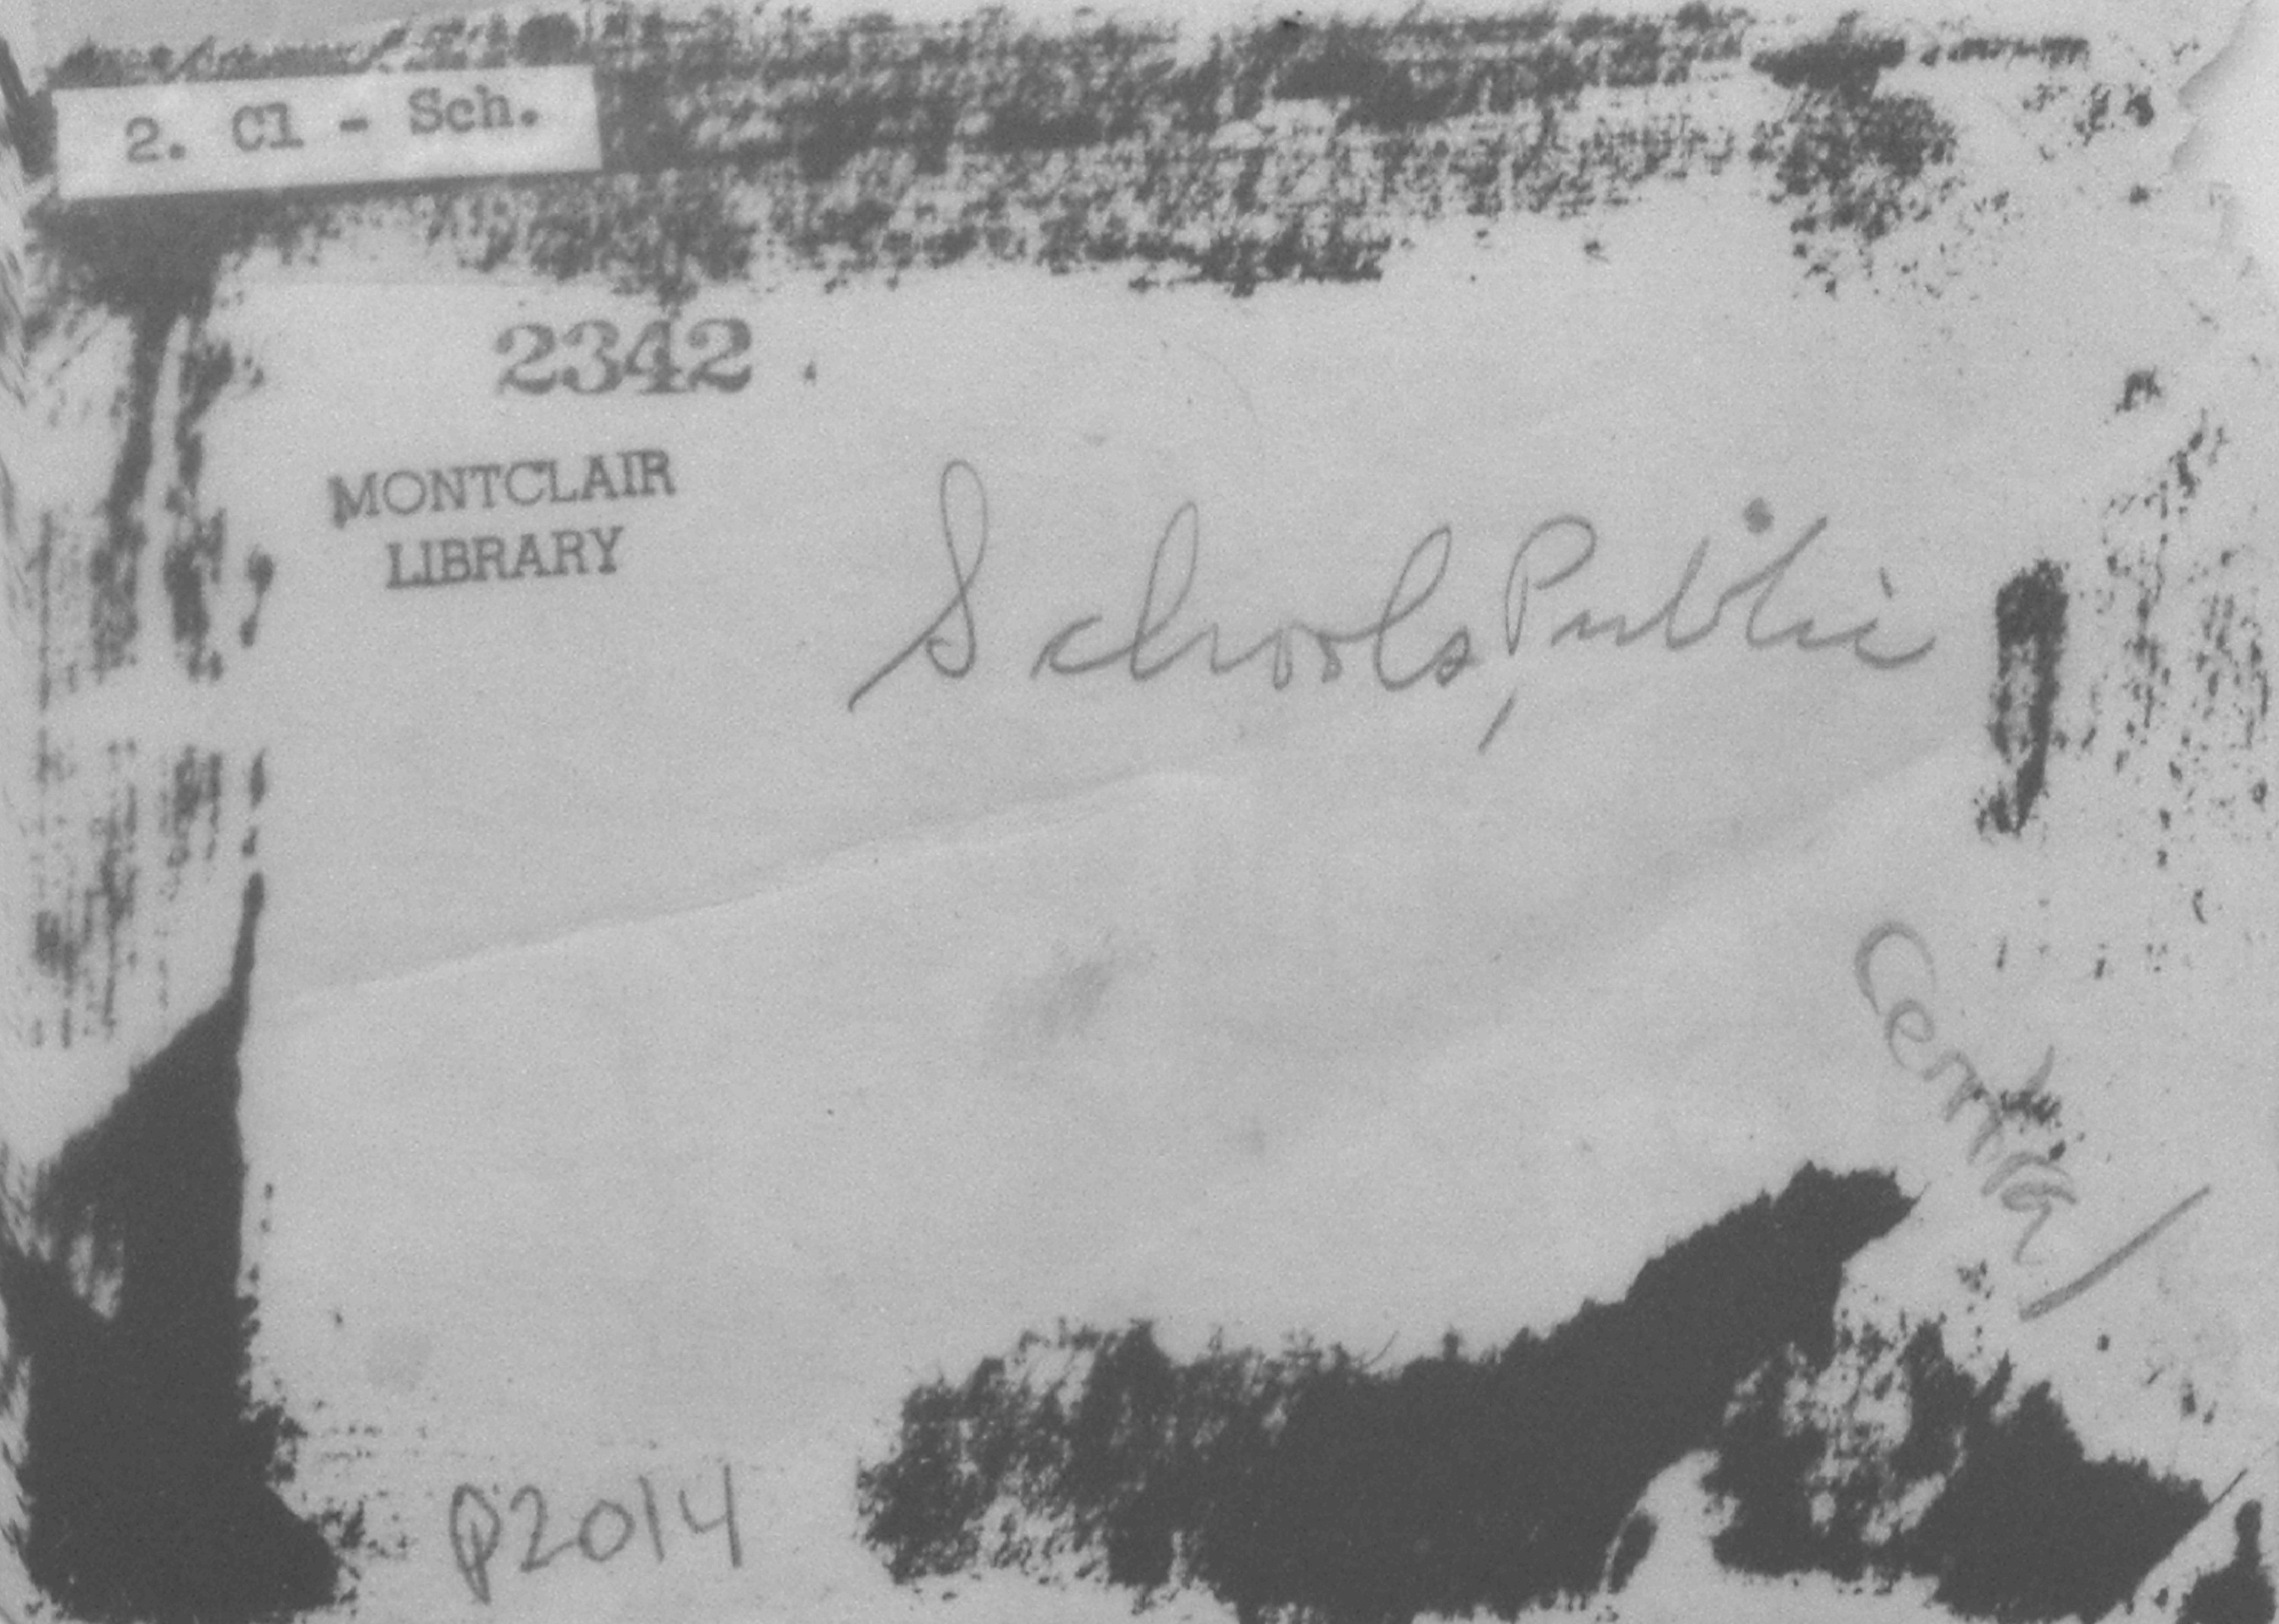 2. Cl - Sch.
2342
MONTCLAIR
LIBRARY
Schools, Public
Central
P2014